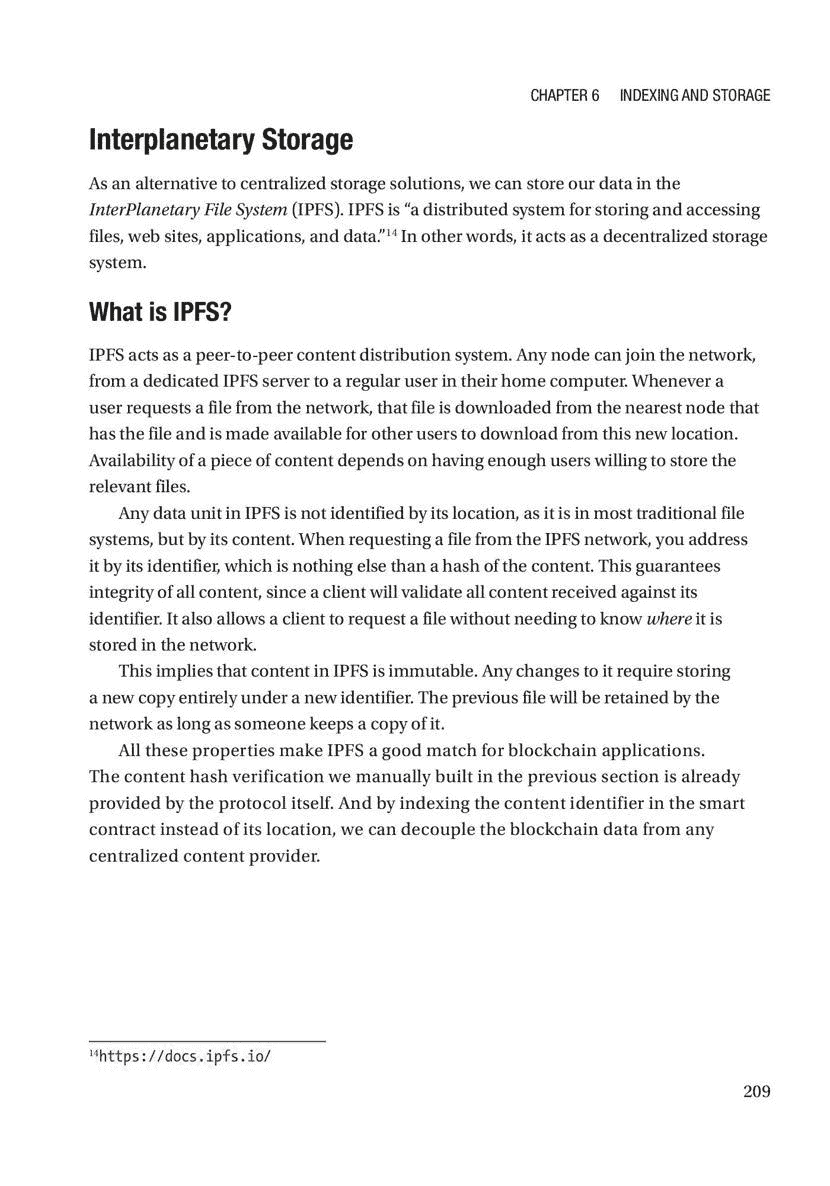 CHAPTER 6 INDEXING AND STORAGE
Interplanetary Storage
As an alternative to centralized storage solutions, we can store our data in the
InterPlanetary File System (IPFS). IPFS is “a distributed system for storing and accessing
files, web sites, applications, and data.”¹⁴ In other words, it acts as a decentralized storage
system.
What is IPFS?
IPFS acts as a peer-to-peer content distribution system. Any node can join the network,
from a dedicated IPFS server to a regular user in their home computer. Whenever a
user requests a file from the network, that file is downloaded from the nearest node that
has the file and is made available for other users to download from this new location.
Availability of a piece of content depends on having enough users willing to store the
relevant files.
Any data unit in IPFS is not identified by its location, as it is in most traditional file
systems, but by its content. When requesting a file from the IPFS network, you address
it by its identifier, which is nothing else than a hash of the content. This guarantees
integrity of all content, since a client will validate all content received against its
identifier. It also allows a client to request a file without needing to know where it is
stored in the network.
This implies that content in IPFS is immutable. Any changes to it require storing
a new copy entirely under a new identifier. The previous file will be retained by the
network as long as someone keeps a copy of it.
All these properties make IPFS a good match for blockchain applications.
The content hash verification we manually built in the previous section is already
provided by the protocol itself. And by indexing the content identifier in the smart
contract instead of its location, we can decouple the blockchain data from any
centralized content provider.
¹⁴https://docs.ipfs.io/
209